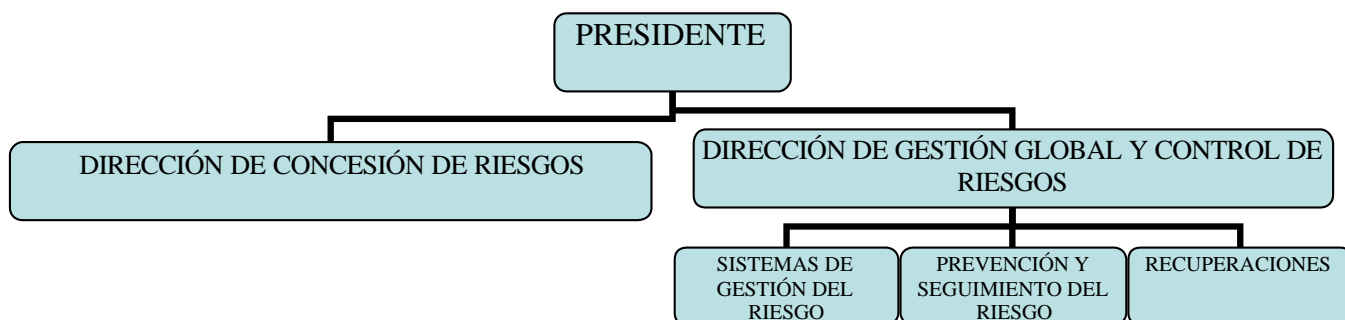 PRESIDENTE
DIRECCIÓN DE CONCESIÓN DE RIESGOS
DIRECCIÓN DE GESTIÓN GLOBAL Y CONTROL DE
RIESGOS
SISTEMAS DE
GESTIÓN DEL
RIESGO
PREVENCIÓN Y
SEGUIMIENTO DEL
RIESGO
RECUPERACIONES